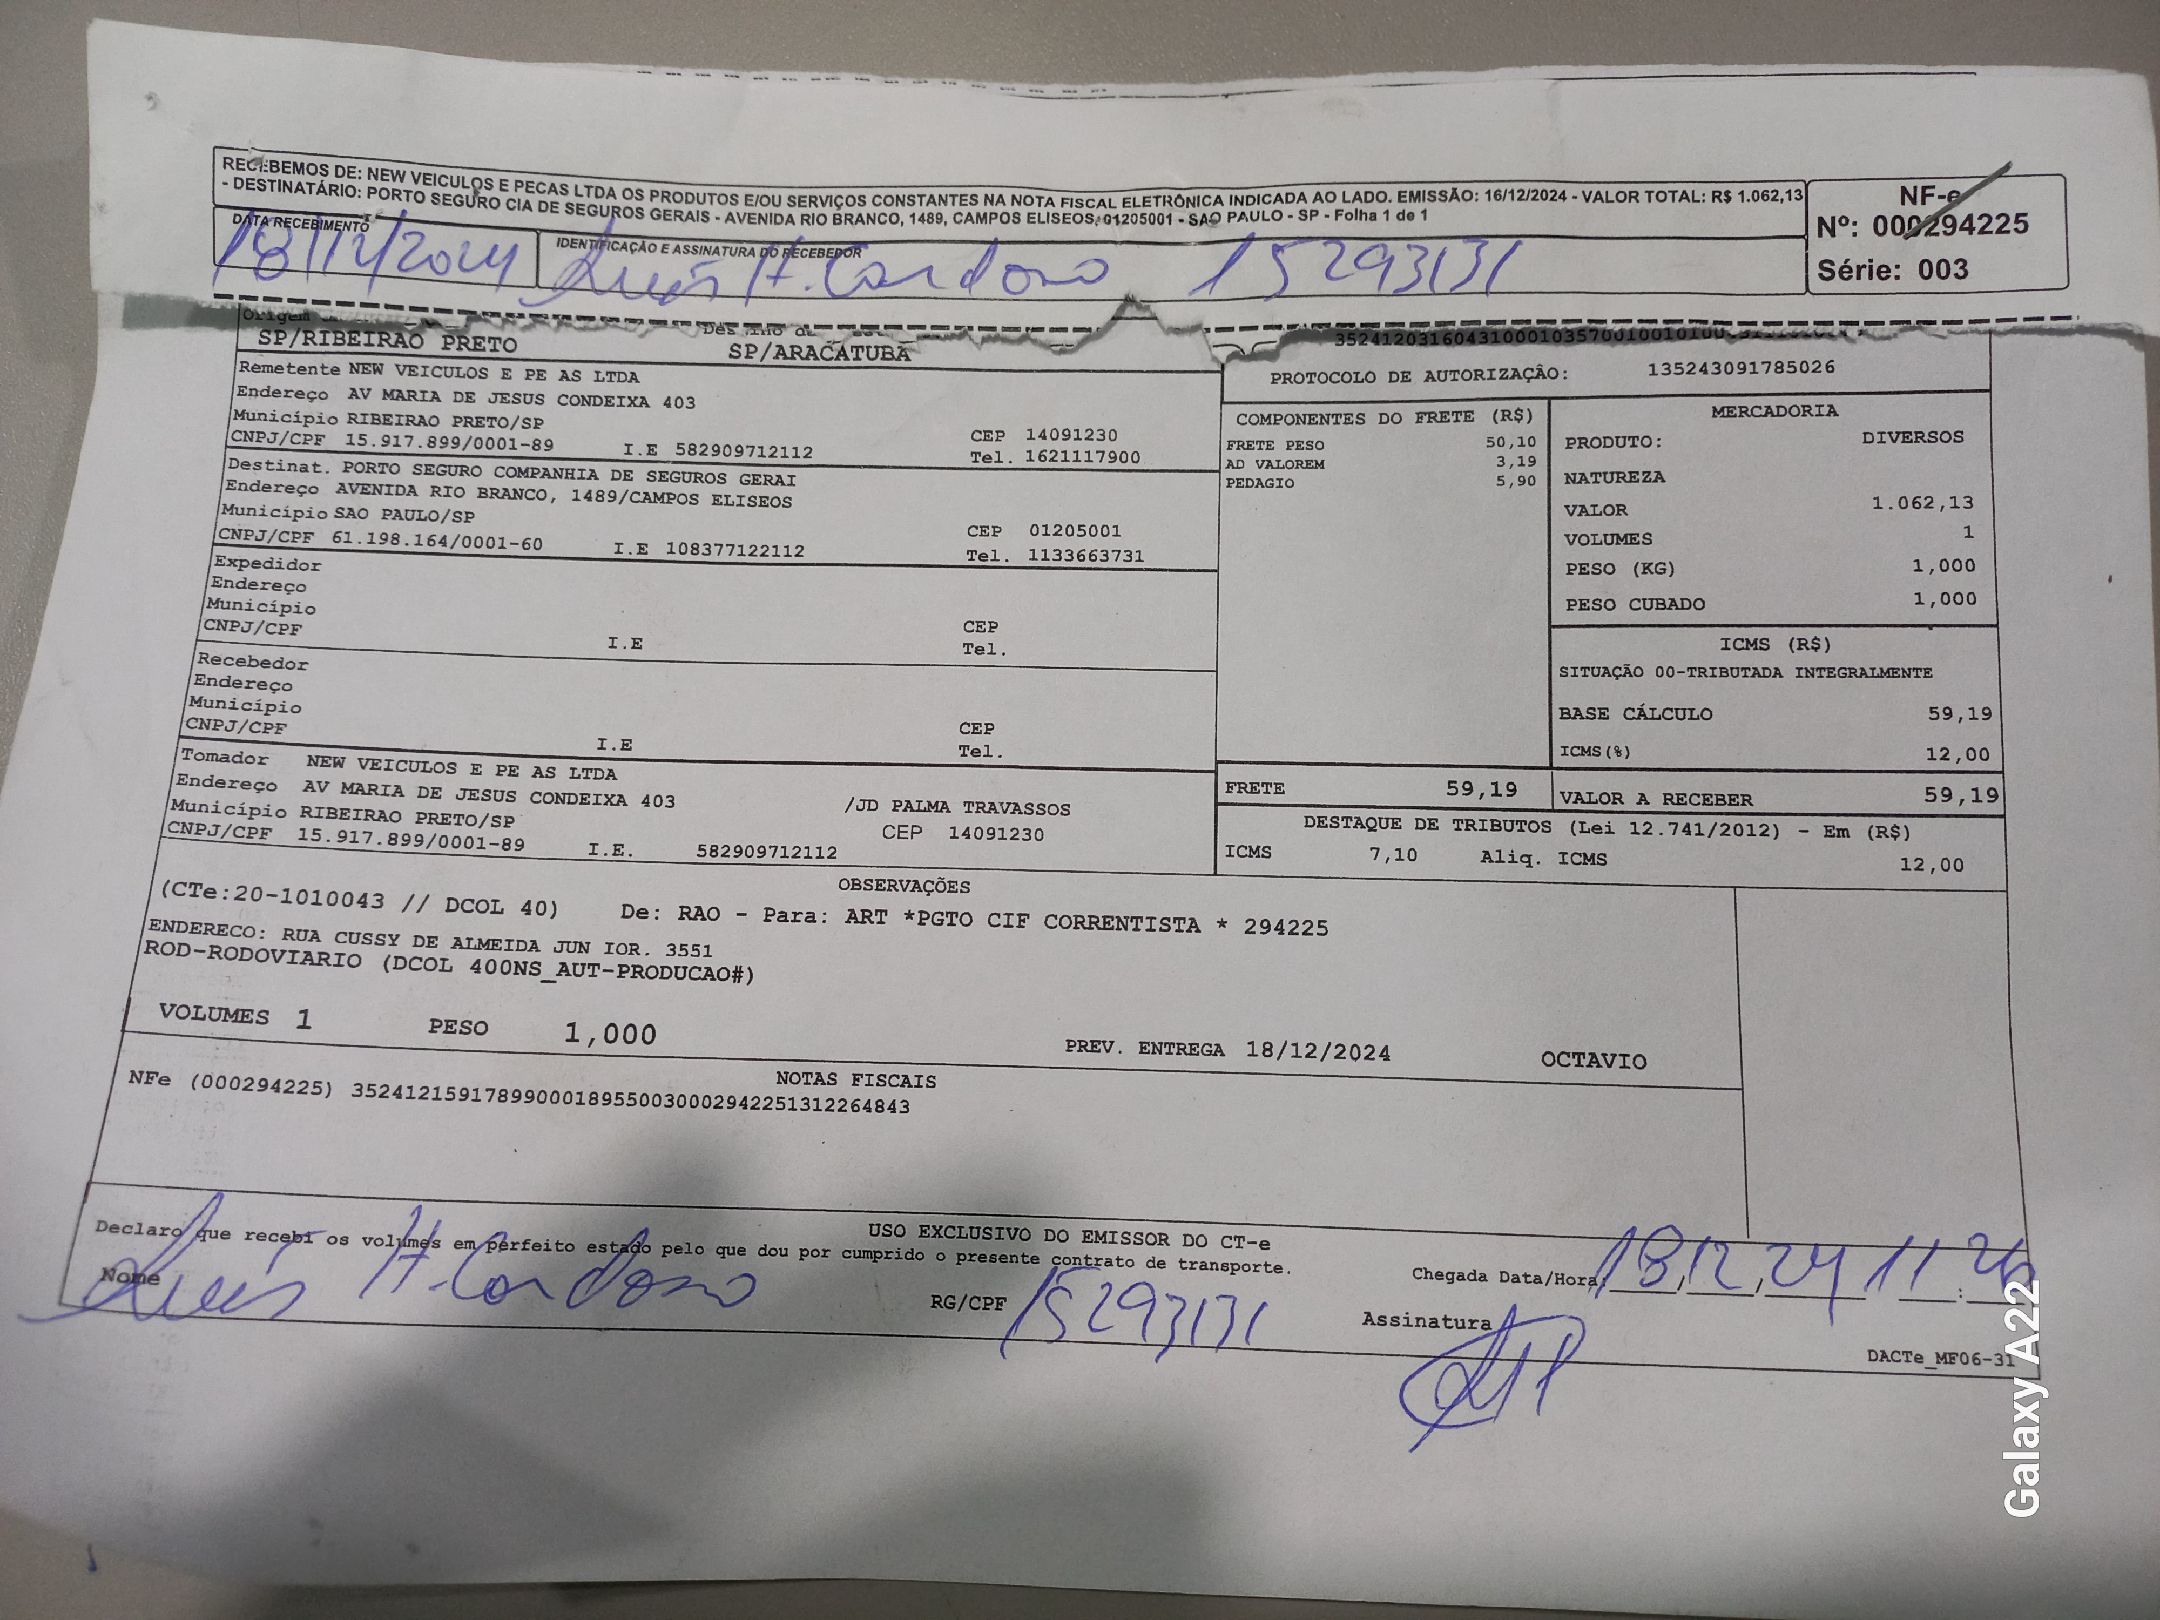 RECEBEMOS DE: NEW VEICULOS E PECAS LTDA OS PRODUTOS E/OU SERVIÇOS CONSTANTES NA NOTA FISCAL ELETRÔNICA INDICADA AO LADO. EMISSÃO: 16/12/2024 - VALOR TOTAL: R$ 1.062,13
- DESTINATÁRIO: PORTO SEGURO CIA DE SEGUROS GERAIS - AVENIDA RIO BRANCO, 1489, CAMPOS ELISEOS, 01205001 - SAO PAULO - SP - Folha 1 de 1
NF-e
Nº: 000294225
Série: 003
DATA RECEBIMENTO
18/12/2024
IDENTIFICAÇÃO E ASSINATURA DO RECEBEDOR
Luis H. Cardoso 15293131
Origem
SP/RIBEIRAO PRETO
SP/ARACATUBA
PROTOCOLO DE AUTORIZAÇÃO: 135243091785026
Remetente NEW VEICULOS E PE AS LTDA
Endereço AV MARIA DE JESUS CONDEIXA 403
Município RIBEIRAO PRETO/SP CEP 14091230
CNPJ/CPF 15.917.899/0001-89 I.E 582909712112 Tel. 1621117900
Destinat. PORTO SEGURO COMPANHIA DE SEGUROS GERAI
Endereço AVENIDA RIO BRANCO, 1489/CAMPOS ELISEOS
Município SAO PAULO/SP CEP 01205001
CNPJ/CPF 61.198.164/0001-60 I.E 108377122112 Tel. 1133663731
Expedidor
Endereço
Município CEP
CNPJ/CPF I.E Tel.
Recebedor
Endereço
Município CEP
CNPJ/CPF I.E Tel.
Tomador NEW VEICULOS E PE AS LTDA
Endereço AV MARIA DE JESUS CONDEIXA 403 /JD PALMA TRAVASSOS
Município RIBEIRAO PRETO/SP CEP 14091230
CNPJ/CPF 15.917.899/0001-89 I.E. 582909712112
COMPONENTES DO FRETE (R$)
FRETE PESO 50,10
AD VALOREM 3,19
PEDAGIO 5,90
MERCADORIA
PRODUTO: DIVERSOS
NATUREZA
VALOR 1.062,13
VOLUMES 1
PESO (KG) 1,000
PESO CUBADO 1,000
ICMS (R$)
SITUAÇÃO 00-TRIBUTADA INTEGRALMENTE
BASE CÁLCULO 59,19
ICMS(%) 12,00
FRETE 59,19
VALOR A RECEBER 59,19
DESTAQUE DE TRIBUTOS (Lei 12.741/2012) - Em (R$)
ICMS 7,10 Aliq. ICMS 12,00
OBSERVAÇÕES
(CTe:20-1010043 // DCOL 40) De: RAO - Para: ART *PGTO CIF CORRENTISTA * 294225
ENDERECO: RUA CUSSY DE ALMEIDA JUN IOR. 3551
ROD-RODOVIARIO (DCOL 400NS_AUT-PRODUCAO#)
VOLUMES 1 PESO 1,000 PREV. ENTREGA 18/12/2024 OCTAVIO
NOTAS FISCAIS
NFe (000294225) 35241215917899000189550030002942251312264843
USO EXCLUSIVO DO EMISSOR DO CT-e
Declaro que recebi os volumes em perfeito estado pelo que dou por cumprido o presente contrato de transporte.
Chegada Data/Hora: 18,12,24 11
Nome Luis H. Cardoso RG/CPF 15293131 Assinatura
DACTe_MF06-31
Galaxy A22